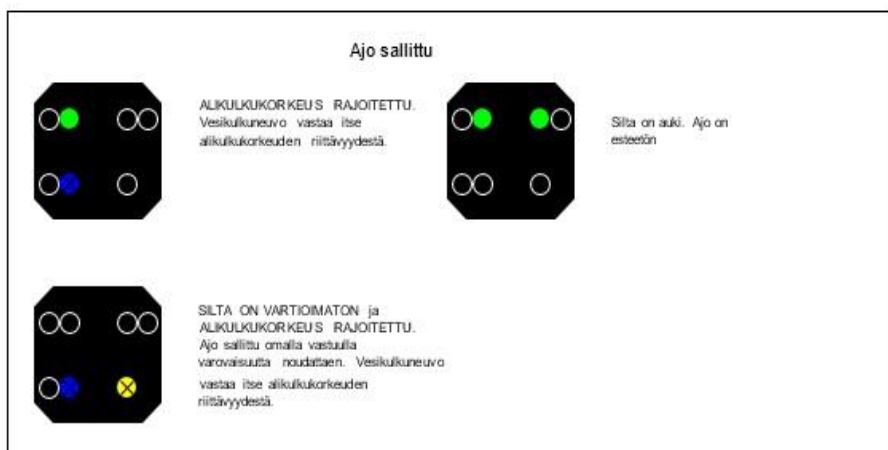 Ajo sallittu
ALIKULKUKORKEUS RAJOITETTU.
Vesikulkuneuvo vastaa itse
alikulkukorkeuden riittävyydestä.
Silta on auki. Ajo on
esteetön
SILTA ON VARTIOIMATON ja
ALIKULKUKORKEUS RAJOITETTU.
Ajo sallittu omalla vastuulla
varovaisuutta noudattaen. Vesikulkuneuvo
vastaa itse alikulkukorkeuden
riittävyydestä.